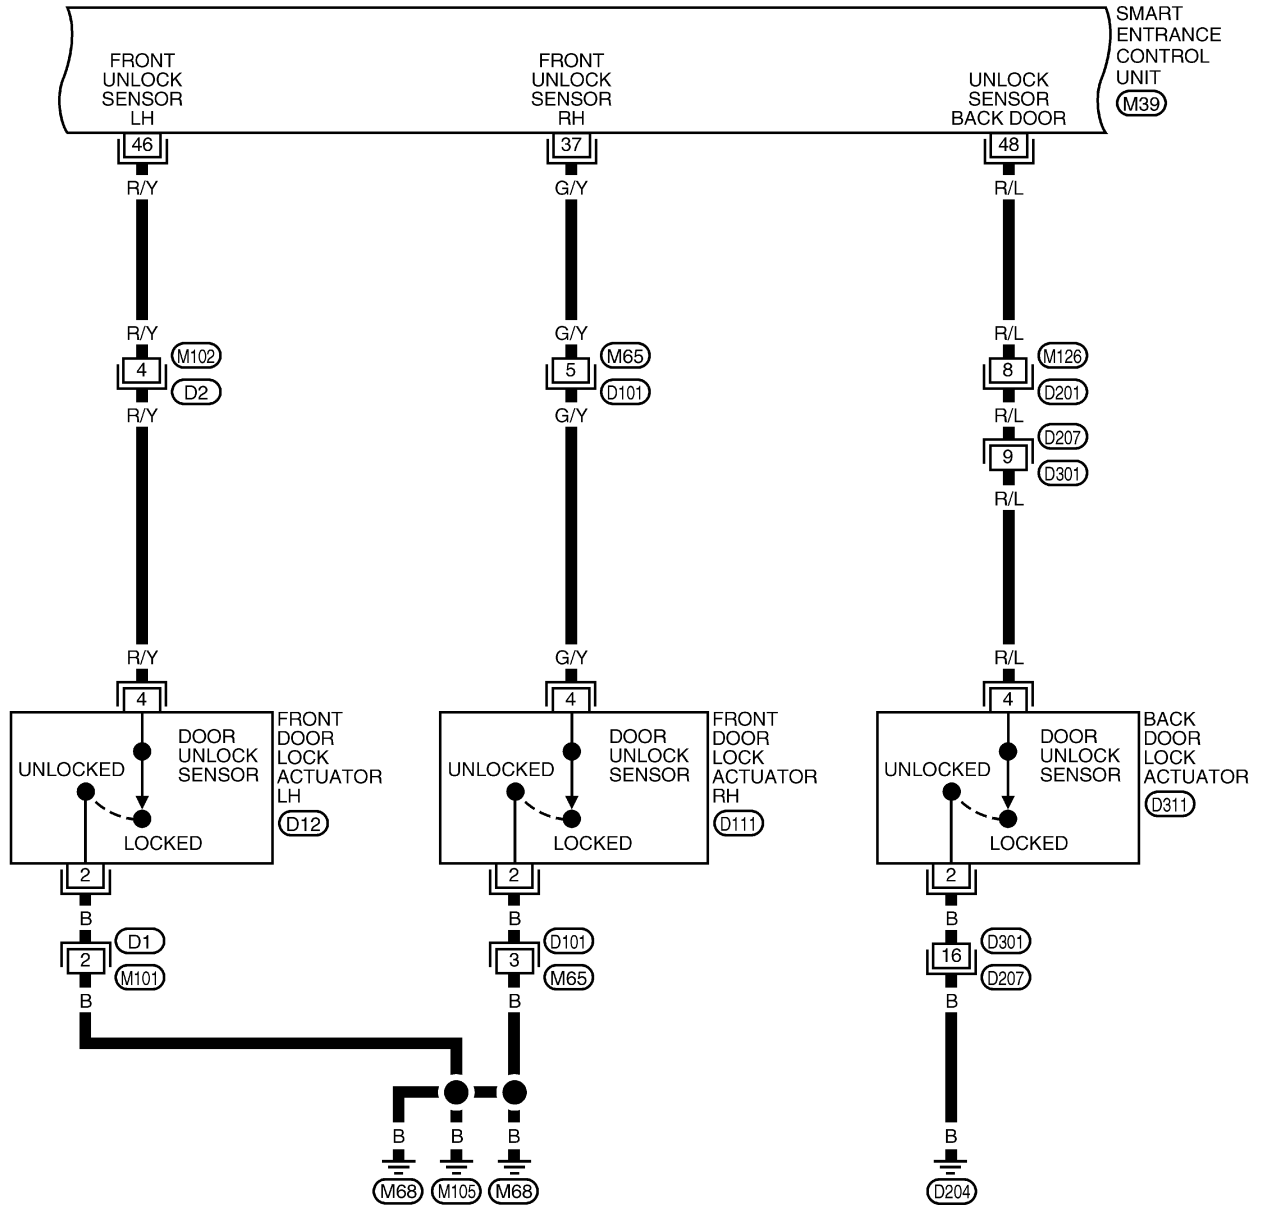 SMART
ENTRANCE
CONTROL
UNIT
M39
FRONT
UNLOCK
SENSOR
LH
FRONT
UNLOCK
SENSOR
RH
UNLOCK
SENSOR
BACK DOOR
46
37
48
R/Y
G/Y
R/L
R/Y
G/Y
R/L
4
M102
D2
5
M65
D101
8
M126
D201
R/Y
G/Y
R/L
9
D207
D301
R/L
R/Y
G/Y
R/L
4
4
4
DOOR
UNLOCK
SENSOR
UNLOCKED
LOCKED
FRONT
DOOR
LOCK
ACTUATOR
LH
D12
DOOR
UNLOCK
SENSOR
UNLOCKED
LOCKED
FRONT
DOOR
LOCK
ACTUATOR
RH
D111
DOOR
UNLOCK
SENSOR
UNLOCKED
LOCKED
BACK
DOOR
LOCK
ACTUATOR
D311
2
2
2
B
B
B
2
D1
M101
3
D101
M65
16
D301
D207
B
B
B
B
B
B
B
M68
M105
M68
D204